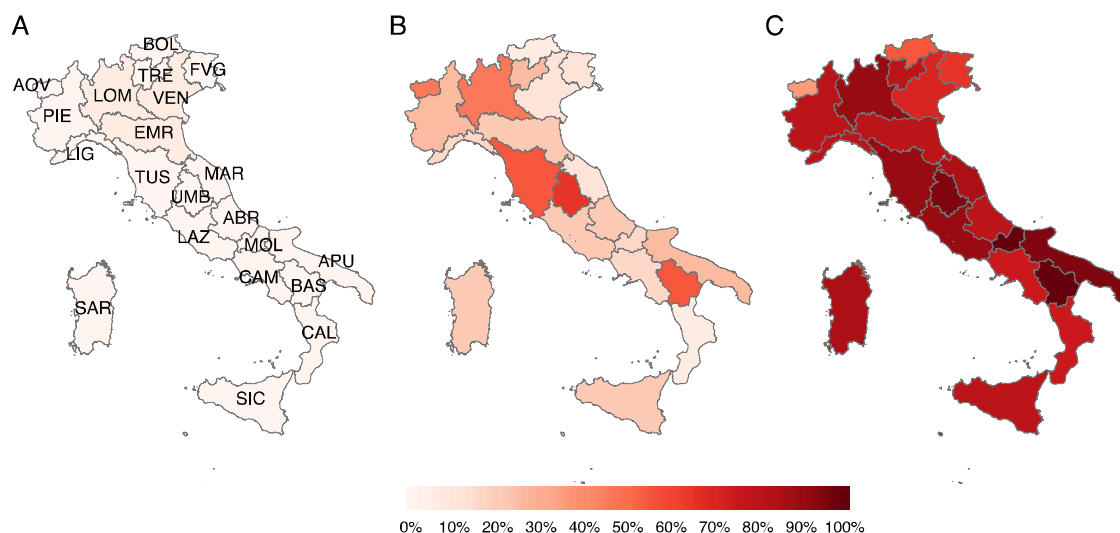 A B C
BOL
AOV TRE FVG
LOM VEN
PIE
EMR
LIG
TUS MAR
UMB
ABR
LAZ MOL
APU
CAM BAS
SAR
CAL
SIC
0% 10% 20% 30% 40% 50% 60% 70% 80% 90% 100%